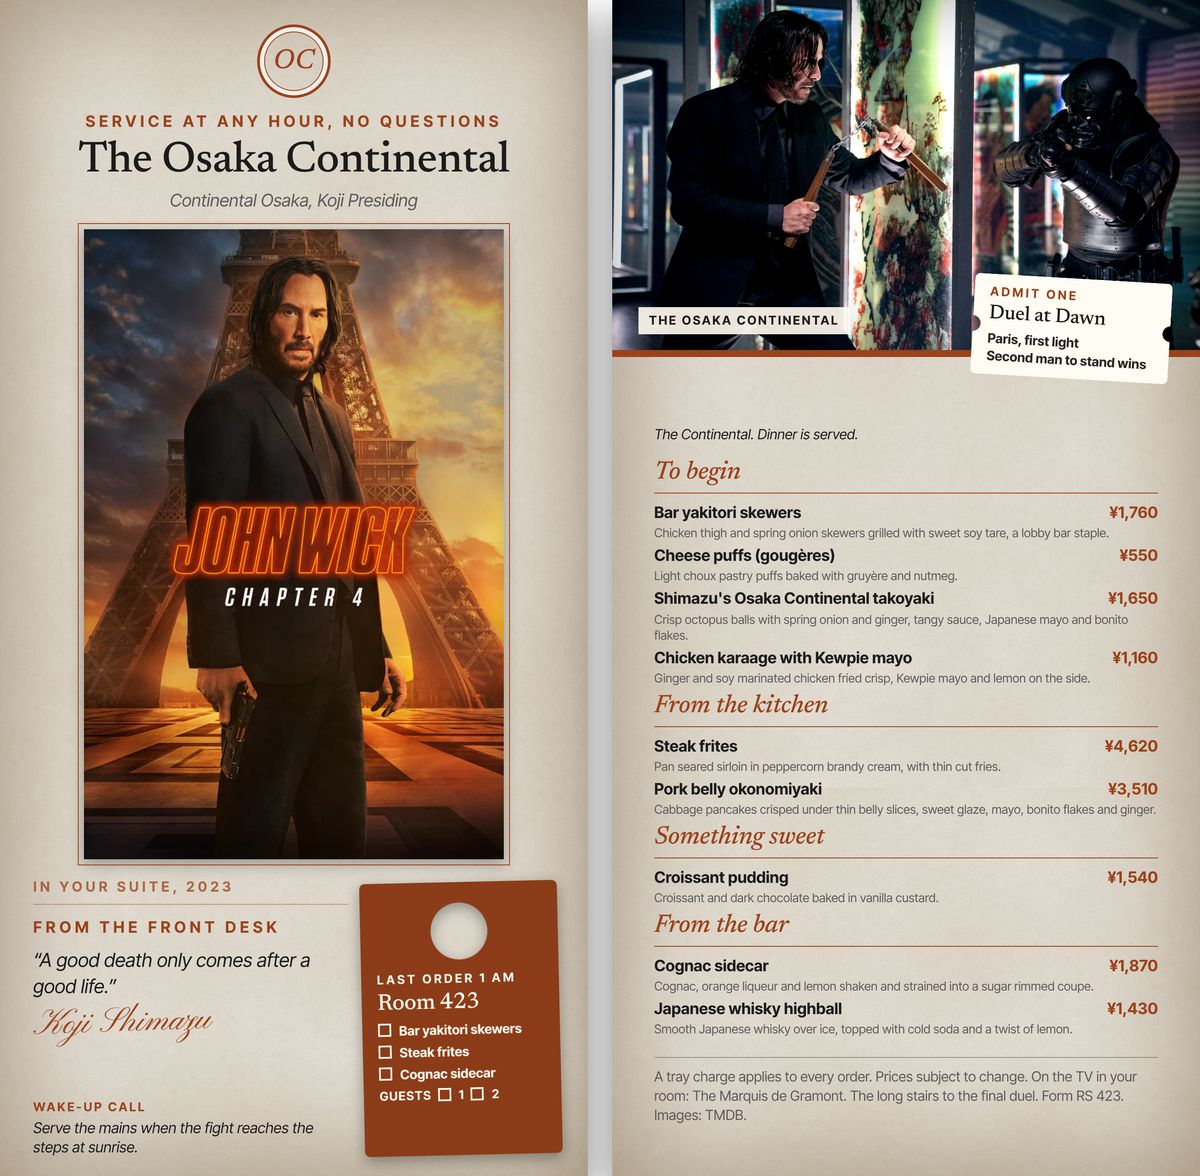 OC
SERVICE AT ANY HOUR, NO QUESTIONS
The Osaka Continental
Continental Osaka, Koji Presiding
JOHN WICK
CHAPTER 4
IN YOUR SUITE, 2023
FROM THE FRONT DESK
“A good death only comes after a
good life.”
Koji Shimazu
WAKE-UP CALL
Serve the mains when the fight reaches the
steps at sunrise.
LAST ORDER 1 AM
Room 423
Bar yakitori skewers
Steak frites
Cognac sidecar
GUESTS 1 2
THE OSAKA CONTINENTAL
ADMIT ONE
Duel at Dawn
Paris, first light
Second man to stand wins
The Continental. Dinner is served.
To begin
Bar yakitori skewers ¥1,760
Chicken thigh and spring onion skewers grilled with sweet soy tare, a lobby bar staple.
Cheese puffs (gougères) ¥550
Light choux pastry puffs baked with gruyère and nutmeg.
Shimazu's Osaka Continental takoyaki ¥1,650
Crisp octopus balls with spring onion and ginger, tangy sauce, Japanese mayo and bonito
flakes.
Chicken karaage with Kewpie mayo ¥1,160
Ginger and soy marinated chicken fried crisp, Kewpie mayo and lemon on the side.
From the kitchen
Steak frites ¥4,620
Pan seared sirloin in peppercorn brandy cream, with thin cut fries.
Pork belly okonomiyaki ¥3,510
Cabbage pancakes crisped under thin belly slices, sweet glaze, mayo, bonito flakes and ginger.
Something sweet
Croissant pudding ¥1,540
Croissant and dark chocolate baked in vanilla custard.
From the bar
Cognac sidecar ¥1,870
Cognac, orange liqueur and lemon shaken and strained into a sugar rimmed coupe.
Japanese whisky highball ¥1,430
Smooth Japanese whisky over ice, topped with cold soda and a twist of lemon.
A tray charge applies to every order. Prices subject to change. On the TV in your
room: The Marquis de Gramont. The long stairs to the final duel. Form RS 423.
Images: TMDB.